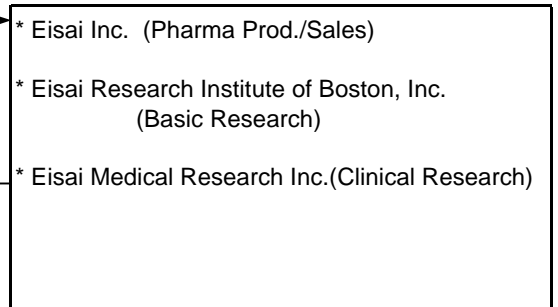 * Eisai Inc.  (Pharma Prod./Sales)
* Eisai Research Institute of Boston, Inc.
(Basic Research)
* Eisai Medical Research Inc.(Clinical Research)